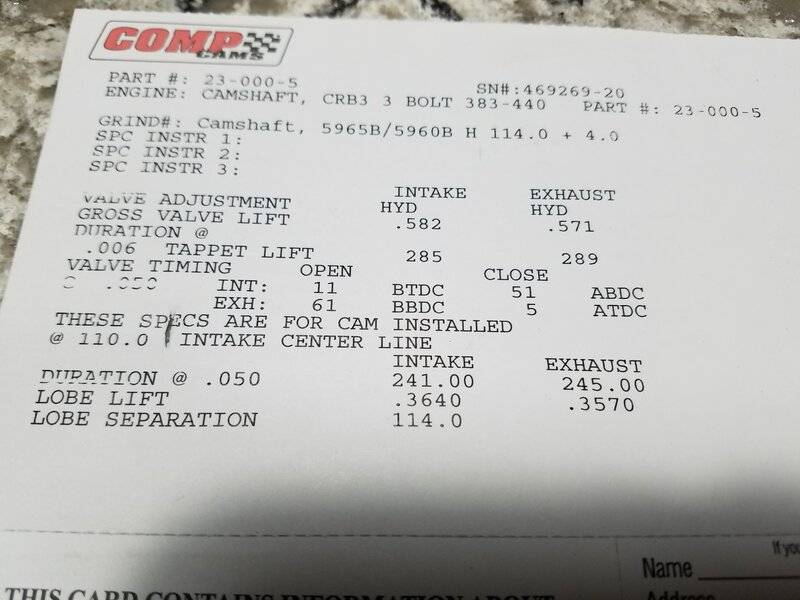 COMP
CAMS
PART #: 23-000-5 SN#:469269-20
ENGINE: CAMSHAFT, CRB3 3 BOLT 383-440 PART #: 23-000-5
GRIND#: Camshaft, 5965B/5960B H 114.0 + 4.0
SPC INSTR 1:
SPC INSTR 2:
SPC INSTR 3:
INTAKE EXHAUST
VALVE ADJUSTMENT HYD HYD
GROSS VALVE LIFT .582 .571
DURATION @
.006 TAPPET LIFT 285 289
VALVE TIMING OPEN CLOSE
@ .050 INT: 11 BTDC 51 ABDC
EXH: 61 BBDC 5 ATDC
THESE SPECS ARE FOR CAM INSTALLED
@ 110.0 INTAKE CENTER LINE
INTAKE EXHAUST
DURATION @ .050 241.00 245.00
LOBE LIFT .3640 .3570
LOBE SEPARATION 114.0
If you
Name
Address
THIS CARD CONTAINS INFORMATION ABOUT